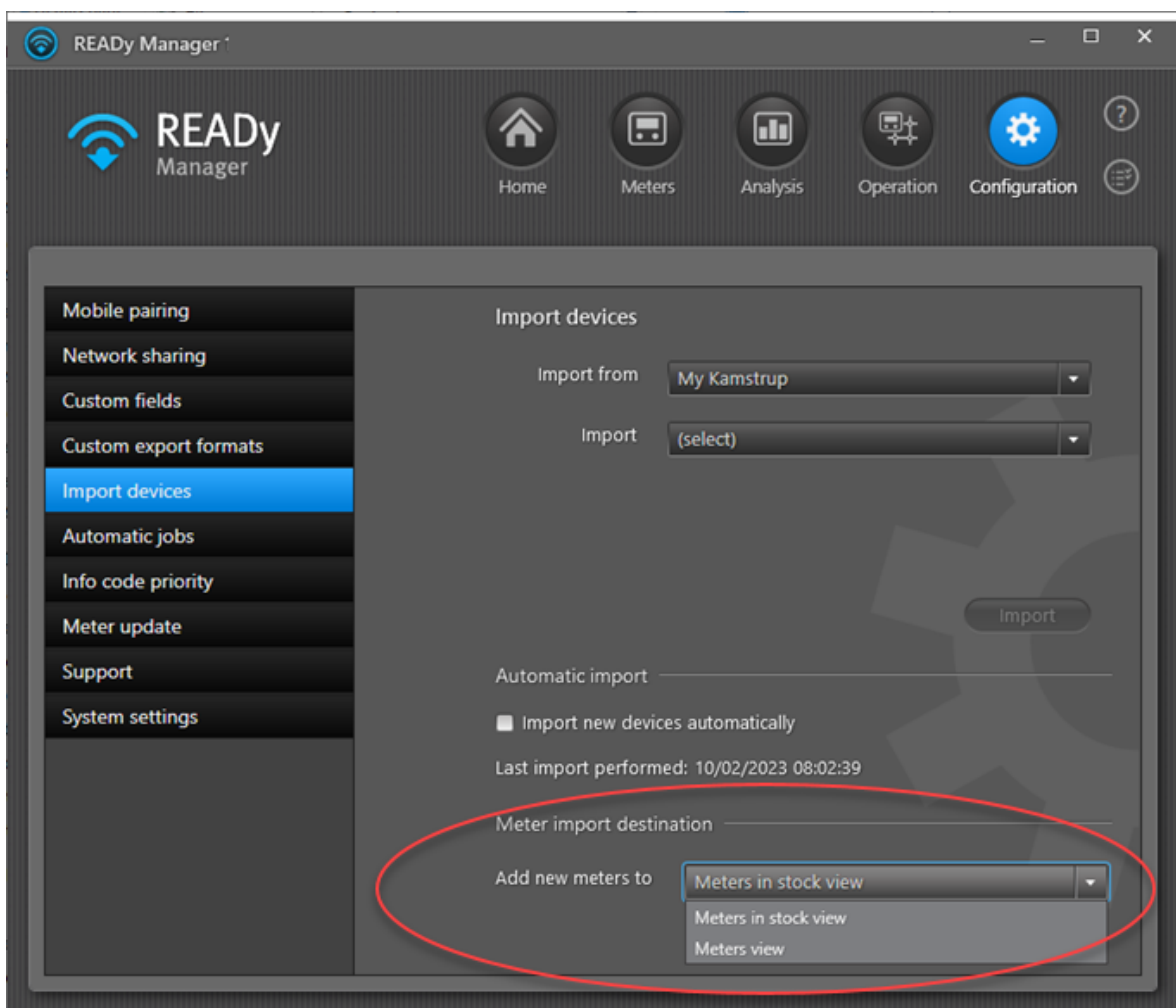 READy Manager
READy
Manager
?
Home
Meters
Analysis
Operation
Configuration
Mobile pairing
Network sharing
Custom fields
Custom export formats
Import devices
Automatic jobs
Info code priority
Meter update
Support
System settings
Import devices
Import from My Kamstrup
Import (select)
Import
Automatic import
Import new devices automatically
Last import performed: 10/02/2023 08:02:39
Meter import destination
Add new meters to Meters in stock view
Meters in stock view
Meters view